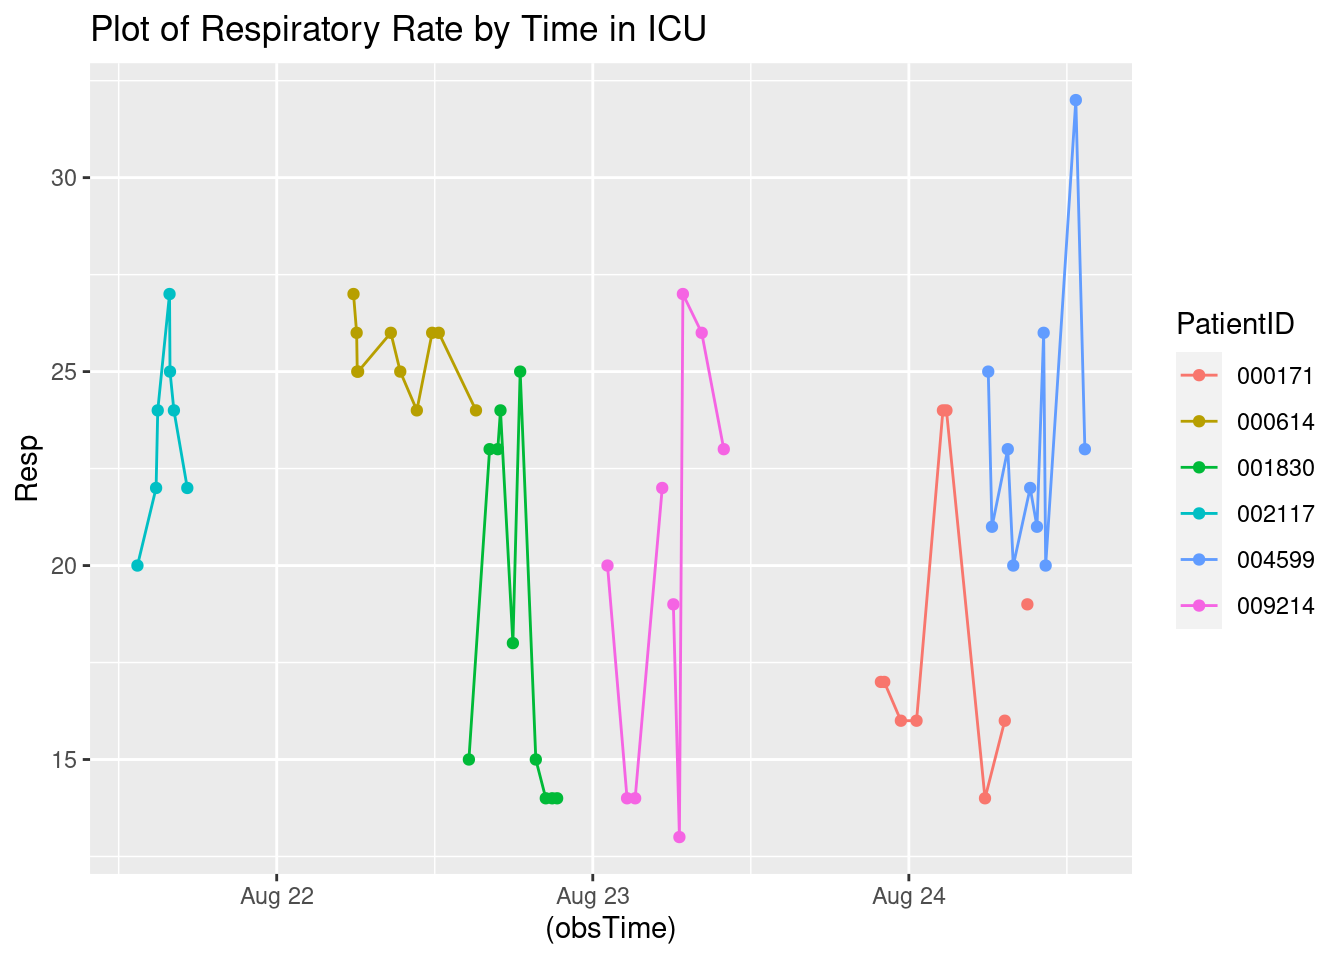 Plot of Respiratory Rate by Time in ICU
30
25
20
15
Resp
Aug 22
Aug 23
Aug 24
(obsTime)
PatientID
000171
000614
001830
002117
004599
009214